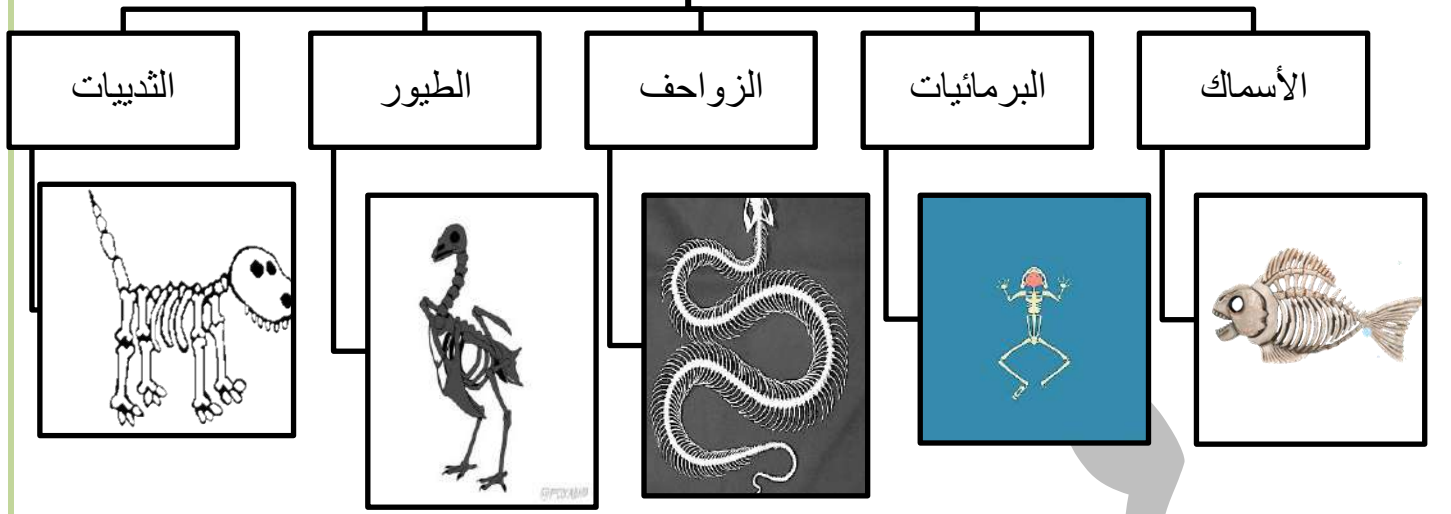 الأسماك
البرمائيات
الزواحف
الطيور
الثدييات